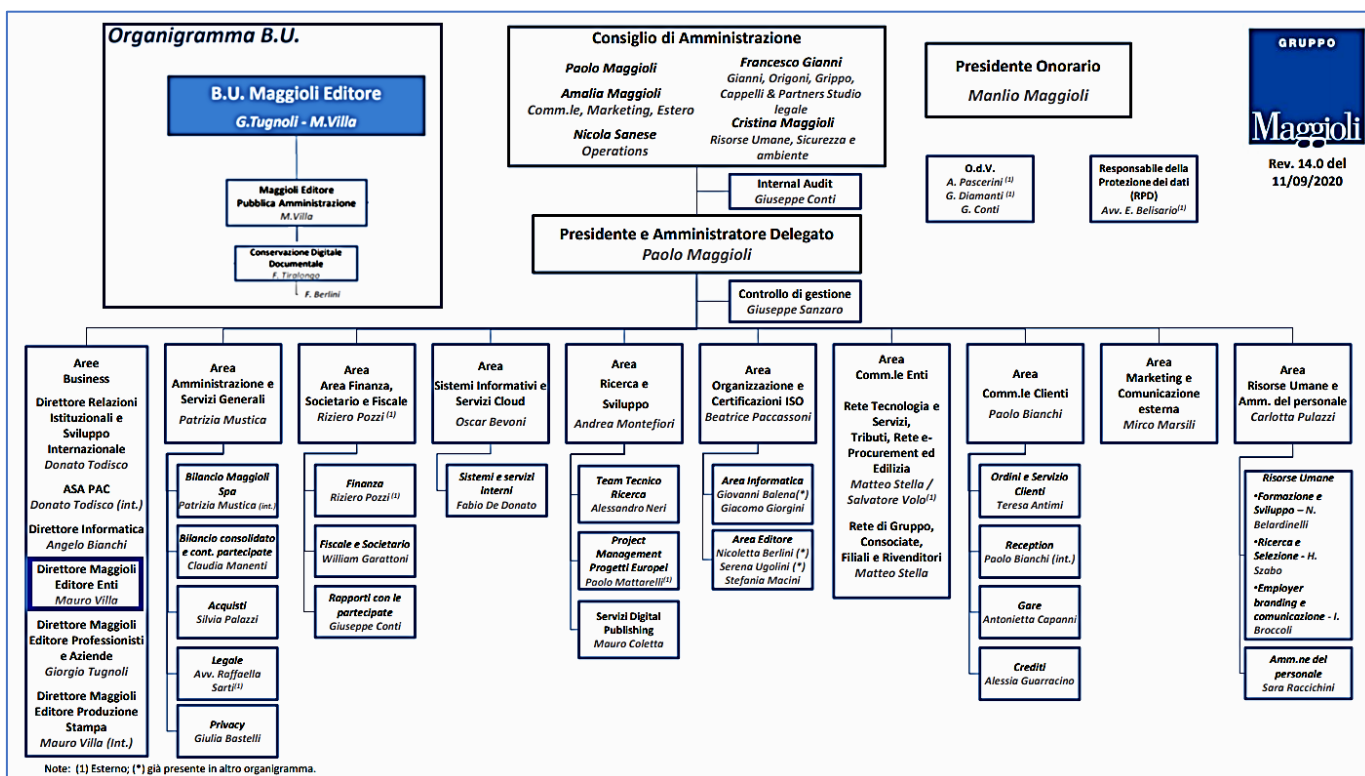 Organigramma B.U.
B.U. Maggioli Editore
G.Tugnoli - M.Villa
Maggioli Editore
Pubblica Amministrazione
M.Villa
Conservazione Digitale
Documentale
F. Tiralongo
F. Berlini
Consiglio di Amministrazione
Paolo Maggioli
Amalia Maggioli
Comm.le, Marketing, Estero
Nicola Sanese
Operations
Francesco Gianni
Gianni, Origoni, Grippo,
Cappelli & Partners Studio
legale
Cristina Maggioli
Risorse Umane, Sicurezza e
ambiente
Presidente Onorario
Manlio Maggioli
GRUPPO
Maggioli
Rev. 14.0 del
11/09/2020
Internal Audit
Giuseppe Conti
O.d.V.
A. Pascerini (1)
G. Diamanti (1)
G. Conti
Responsabile della
Protezione dei dati
(RPD)
Avv. E. Belisario(1)
Presidente e Amministratore Delegato
Paolo Maggioli
Controllo di gestione
Giuseppe Sanzaro
Aree
Business
Direttore Relazioni
Istituzionali e
Sviluppo
Internazionale
Donato Todisco
ASA PAC
Donato Todisco (int.)
Direttore Informatica
Angelo Bianchi
Direttore Maggioli
Editore Enti
Mauro Villa
Direttore Maggioli
Editore Professionisti
e Aziende
Giorgio Tugnoli
Direttore Maggioli
Editore Produzione
Stampa
Mauro Villa (Int.)
Area
Amministrazione e
Servizi Generali
Patrizia Mustica
Bilancio Maggioli
Spa
Patrizia Mustica (int.)
Bilancio consolidato
e cont. partecipate
Claudia Manenti
Acquisti
Silvia Palazzi
Legale
Avv. Raffaella
Sarti(1)
Privacy
Giulia Bastelli
Area
Area Finanza,
Societario e Fiscale
Riziero Pozzi (1)
Finanza
Riziero Pozzi (1)
Fiscale e Societario
William Garattoni
Rapporti con le
partecipate
Giuseppe Conti
Area
Sistemi Informativi e
Servizi Cloud
Oscar Bevoni
Sistemi e servizi
interni
Fabio De Donato
Area
Ricerca e
Sviluppo
Andrea Montefiori
Team Tecnico
Ricerca
Alessandro Neri
Project
Management
Progetti Europei
Paolo Mattarelli(1)
Servizi Digital
Publishing
Mauro Coletta
Area
Organizzazione e
Certificazioni ISO
Beatrice Paccassoni
Area Informatica
Giovanni Balena(*)
Giacomo Giorgini
Area Editore
Nicoletta Berlini (*)
Serena Ugolini (*)
Stefania Macini
Area
Comm.le Enti
Rete Tecnologia e
Servizi,
Tributi, Rete e-
Procurement ed
Edilizia
Matteo Stella /
Salvatore Volo(1)
Rete di Gruppo,
Consociate,
Filiali e Rivenditori
Matteo Stella
Area
Comm.le Clienti
Paolo Bianchi
Ordini e Servizio
Clienti
Teresa Antimi
Reception
Paolo Bianchi (int.)
Gare
Antonietta Capanni
Crediti
Alessia Guarracino
Area
Marketing e
Comunicazione
esterna
Mirco Marsili
Area
Risorse Umane e
Amm. del personale
Carlotta Pulazzi
Risorse Umane
•Formazione e
Sviluppo – N.
Belardinelli
•Ricerca e
Selezione - H.
Szabo
•Employer
branding e
comunicazione - I.
Broccoli
Amm.ne del
personale
Sara Raccichini
Note: (1) Esterno; (*) già presente in altro organigramma.